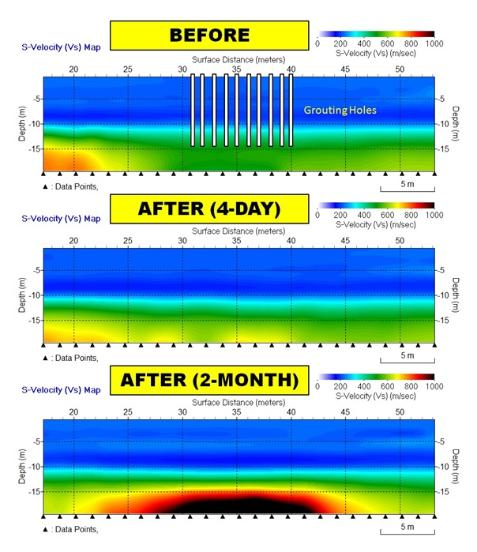 BEFORE
S-Velocity (Vs) Map
0 200 400 600 800 1000
S-Velocity (Vs) (m/sec)
Surface Distance (meters)
20 25 30 35 40 45 50
Depth (m)
-5
-10
-15
Grouting Holes
-5
-10
-15
Depth (m)
▲ : Data Points,
5 m
AFTER (4-DAY)
S-Velocity (Vs) Map
0 200 400 600 800 1000
S-Velocity (Vs) (m/sec)
Surface Distance (meters)
20 25 30 35 40 45 50
Depth (m)
-5
-10
-15
-5
-10
-15
Depth (m)
▲ : Data Points,
5 m
AFTER (2-MONTH)
S-Velocity (Vs) Map
0 200 400 600 800 1000
S-Velocity (Vs) (m/sec)
Surface Distance (meters)
20 25 30 35 40 45 50
Depth (m)
-5
-10
-15
-5
-10
-15
Depth (m)
▲ : Data Points,
5 m